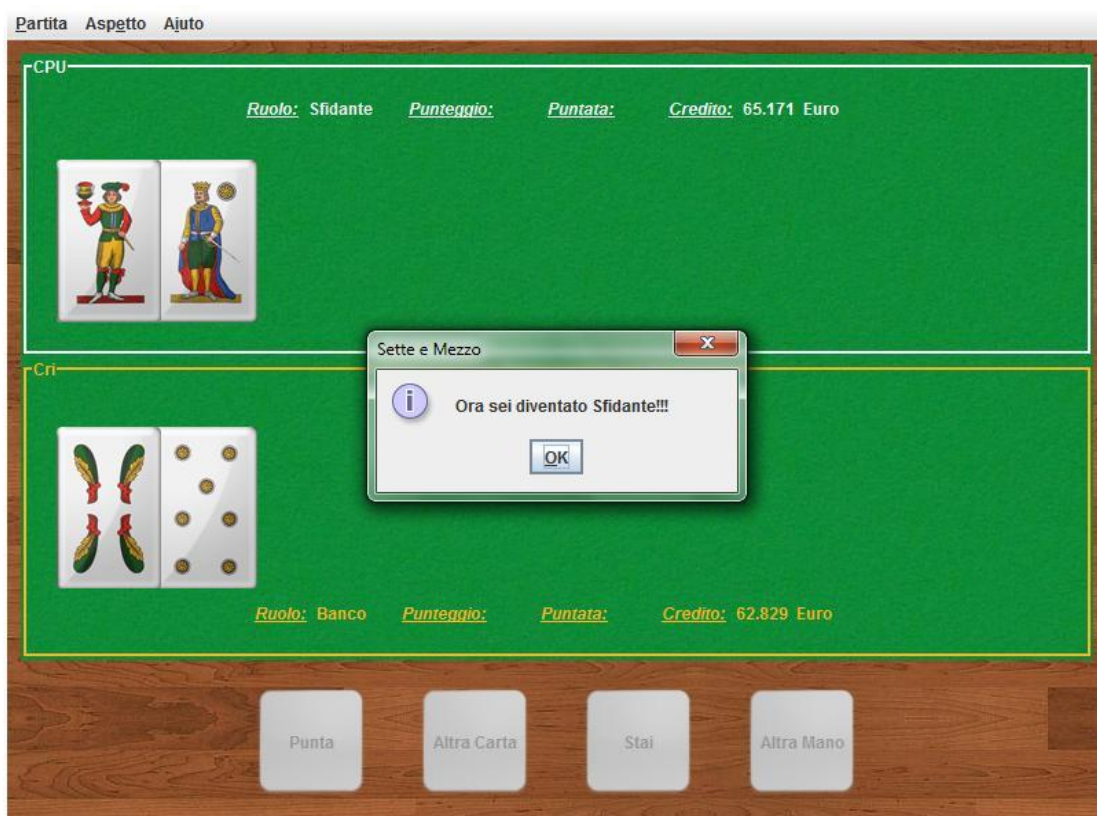 Partita Aspetto Aiuto
CPU
Ruolo: Sfidante Punteggio: Puntata: Credito: 65.171 Euro
Sette e Mezzo
Ora sei diventato Sfidante!!!
OK
Cri
Ruolo: Banco Punteggio: Puntata: Credito: 62.829 Euro
Punta Altra Carta Stai Altra Mano